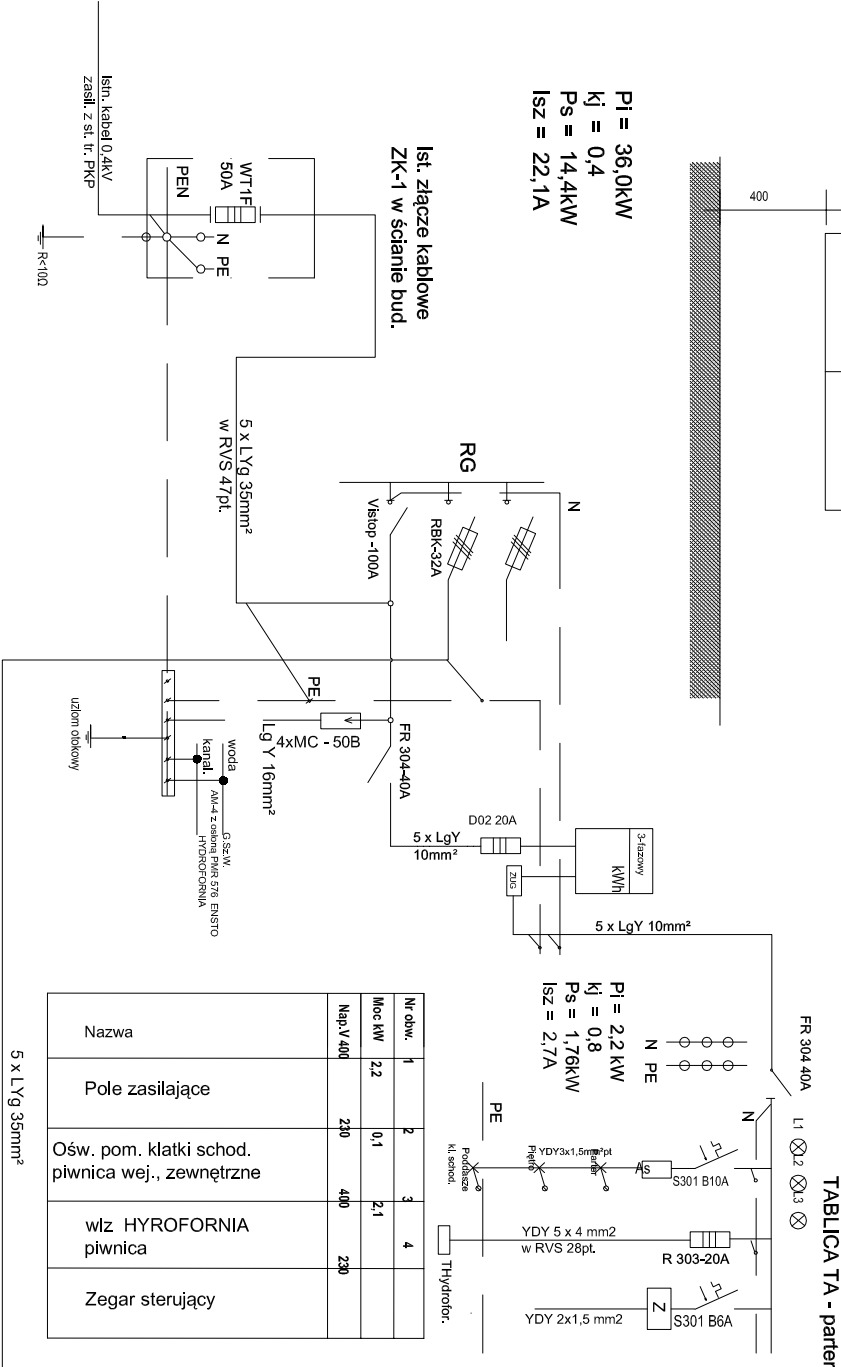 Pi = 36,0kW
kj = 0,4
Ps = 14,4kW
Isz = 22,1A
400
Ist. złącze kablowe
ZK-1 w ścianie bud.
Istn. kabel 0,4kV
zasil. z st. tr. PKP
WT1F
50A
PEN
N
PE
R<10Ω
5 x LYg 35mm²
w RVS 47pt.
RG
N
Vistop -100A
RBK-32A
PE
FR 304-40A
4xMC - 50B
Lg Y 16mm²
uziom otokowy
woda
kanal.
G.Sz.W.
AM-4 z osłoną PMR 576 ENSTO
HYDROFORNIA
5 x LgY
10mm²
D02 20A
3-fazowy
kWh
ZUG
5 x LgY 10mm²
Pi = 2,2 kW
kj = 0,8
Ps = 1,76kW
Isz = 2,7A
FR 304 40A
N
PE
L1
L2
L3
TABLICA TA - parter
N
PE
S301 B10A
As
YDY3x1,5mm²pt
Parter
Piętro
Poddasze
kl. schod.
R 303-20A
YDY 5 x 4 mm2
w RVS 28pt.
THydrofor.
S301 B6A
Z
YDY 2x1,5 mm2
Nr obw. 1 2 3 4
Moc kW 2,2 0,1 2,1
Nap.V 400 230 400 230
Nazwa
Pole zasilające
Ośw. pom. klatki schod.
piwnica wej., zewnętrzne
wlz HYROFORNIA
piwnica
Zegar sterujący
5 x LYg 35mm²